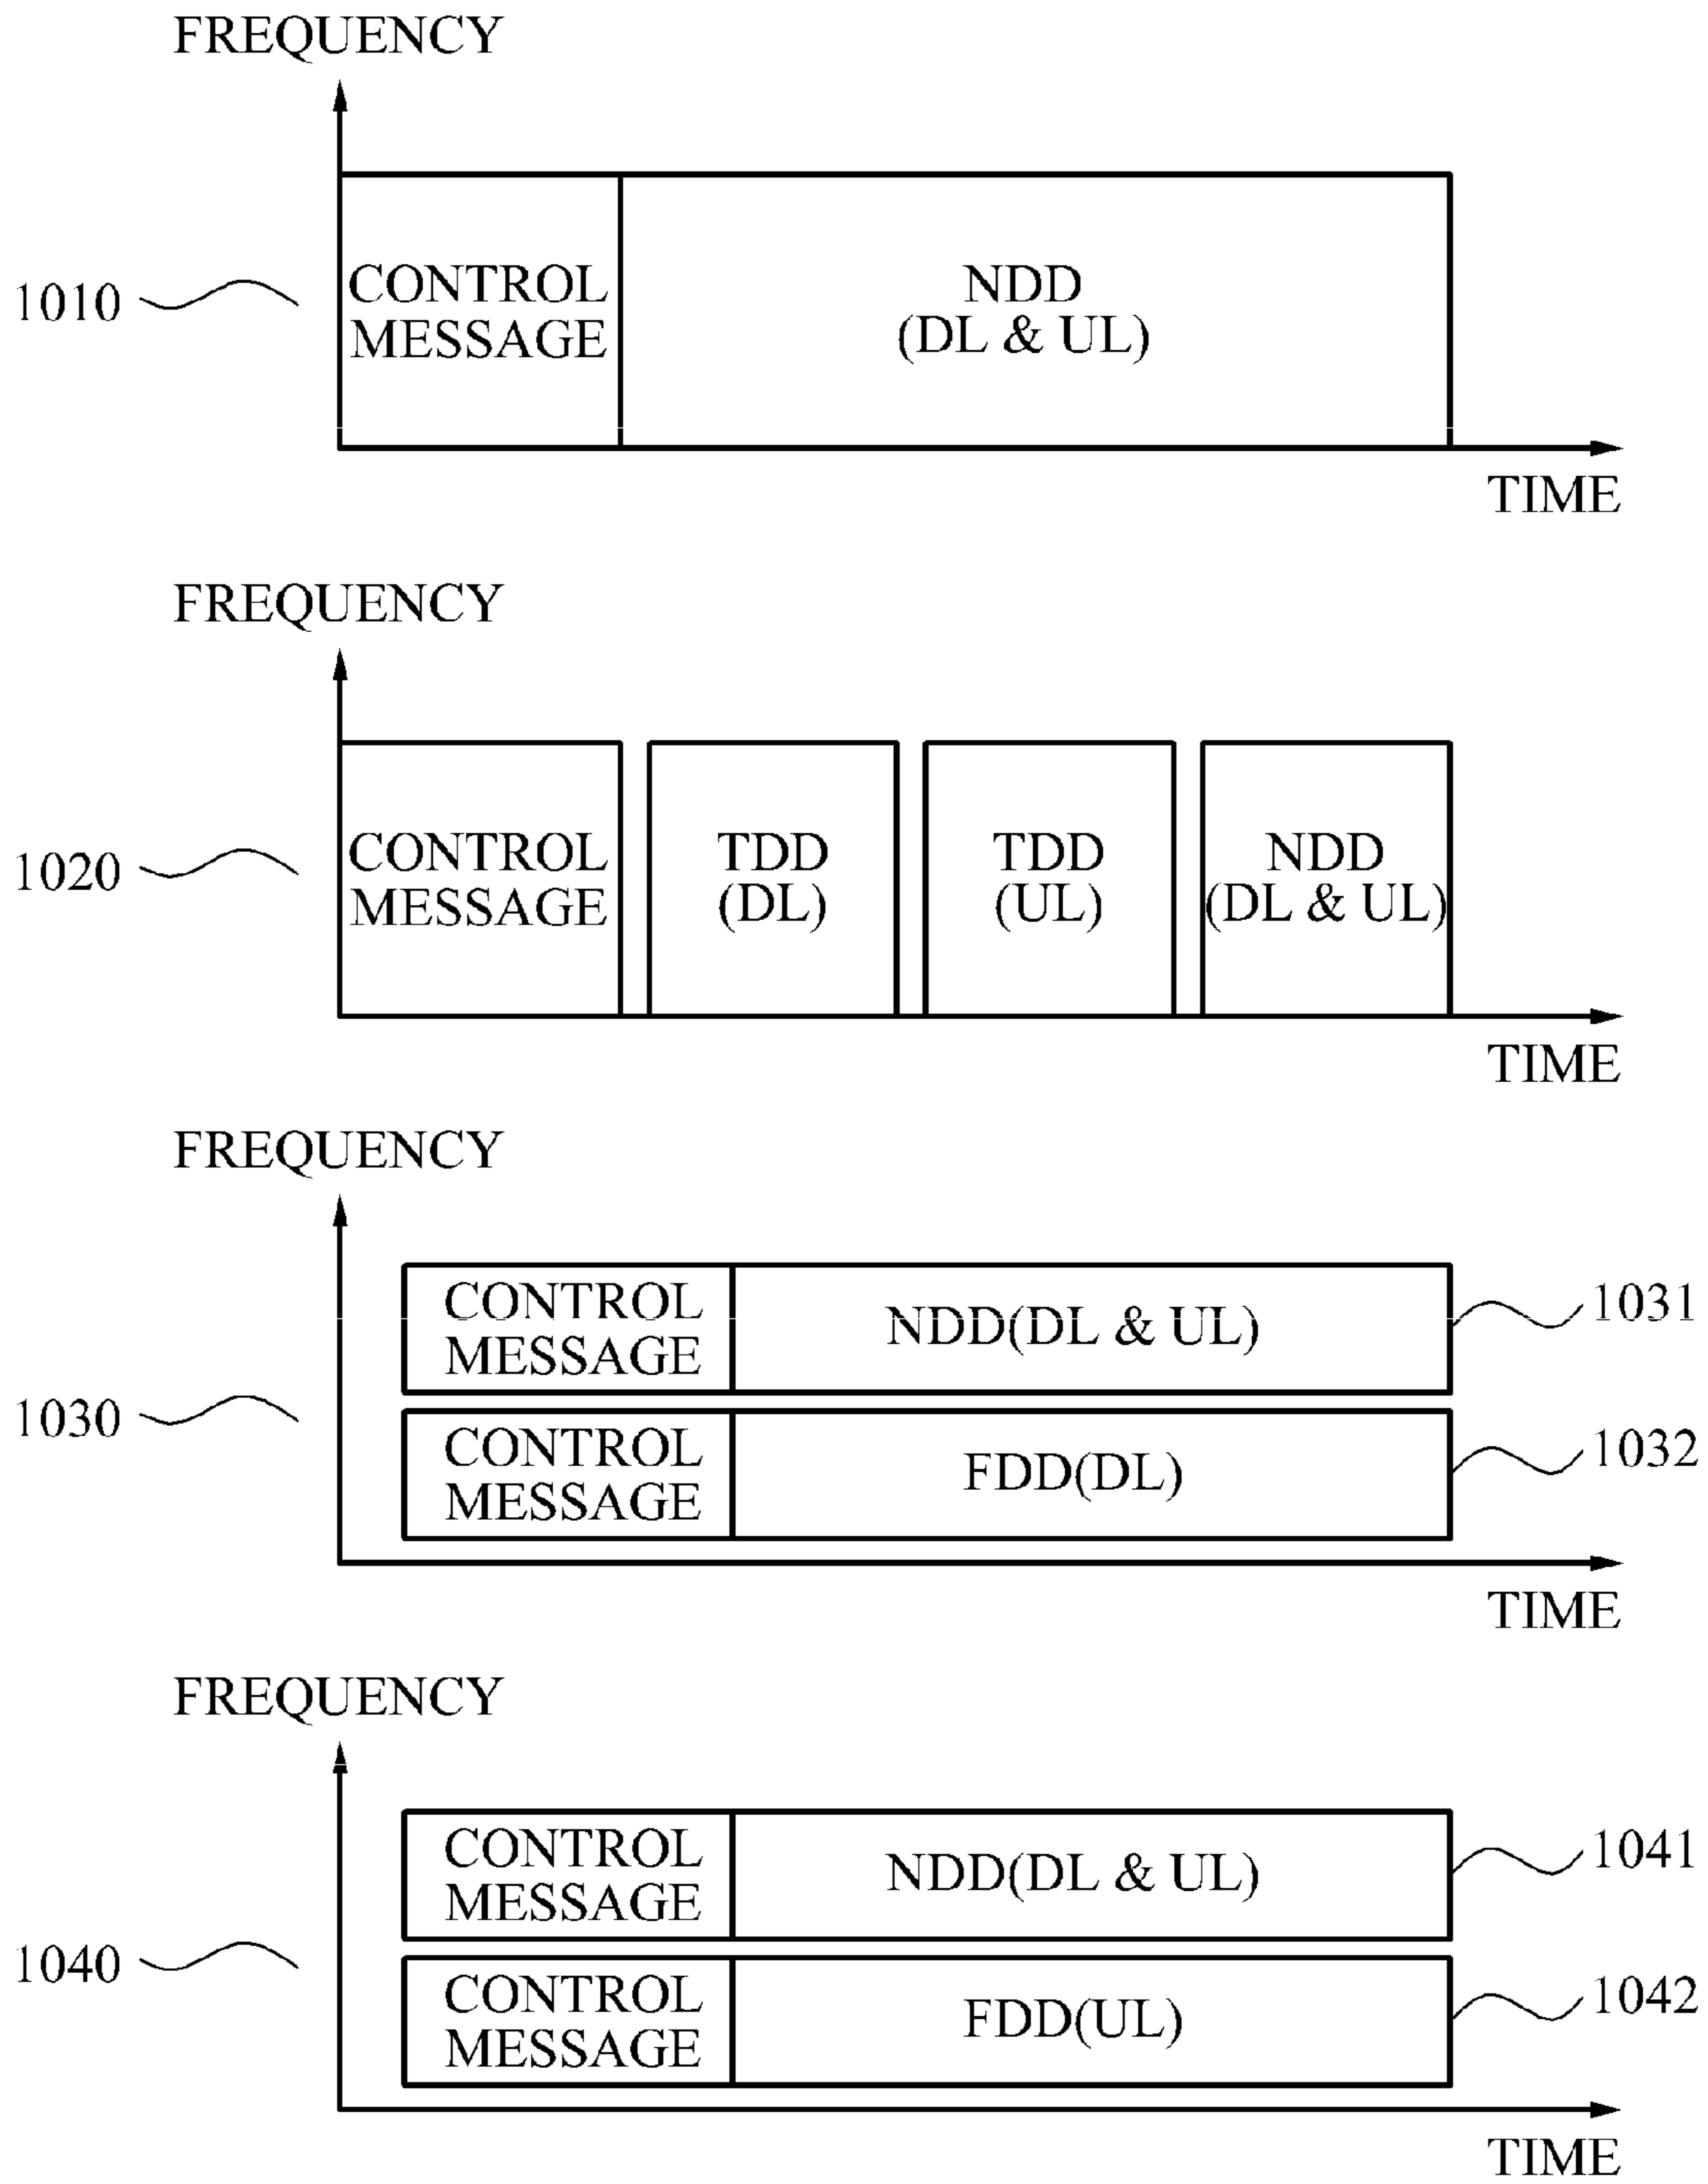 FREQUENCY
1010
CONTROL
MESSAGE
NDD
(DL & UL)
TIME
FREQUENCY
1020
CONTROL
MESSAGE
TDD
(DL)
TDD
(UL)
NDD
(DL & UL)
TIME
FREQUENCY
1030
CONTROL
MESSAGE
NDD(DL & UL)
1031
CONTROL
MESSAGE
FDD(DL)
1032
TIME
FREQUENCY
1040
CONTROL
MESSAGE
NDD(DL & UL)
1041
CONTROL
MESSAGE
FDD(UL)
1042
TIME